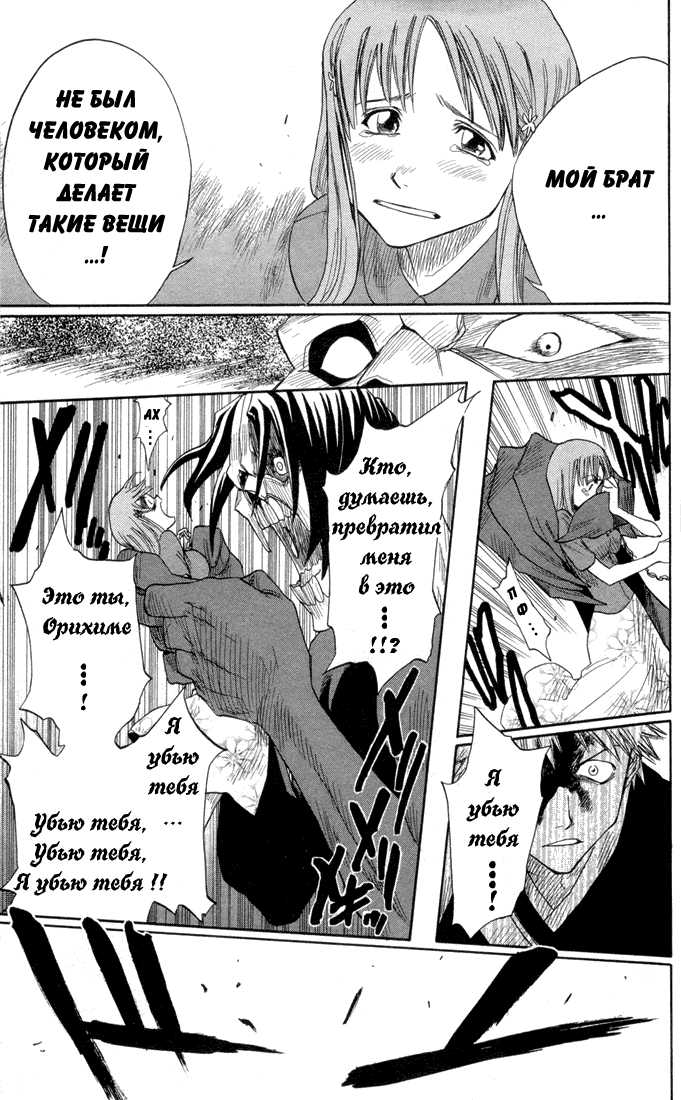 МОЙ БРАТ
...
НЕ БЫЛ
ЧЕЛОВЕКОМ,
КОТОРЫЙ
ДЕЛАЕТ
ТАКИЕ ВЕЩИ
...!
ПФ...
Кто,
думаешь,
превратил
меня
в это
...
!!?
АХ
...
Это ты,
Орихиме
...
!
Я
убью
тебя
...
Убью тебя,
Убью тебя,
Я убью тебя !!
Я
убью
тебя
...!